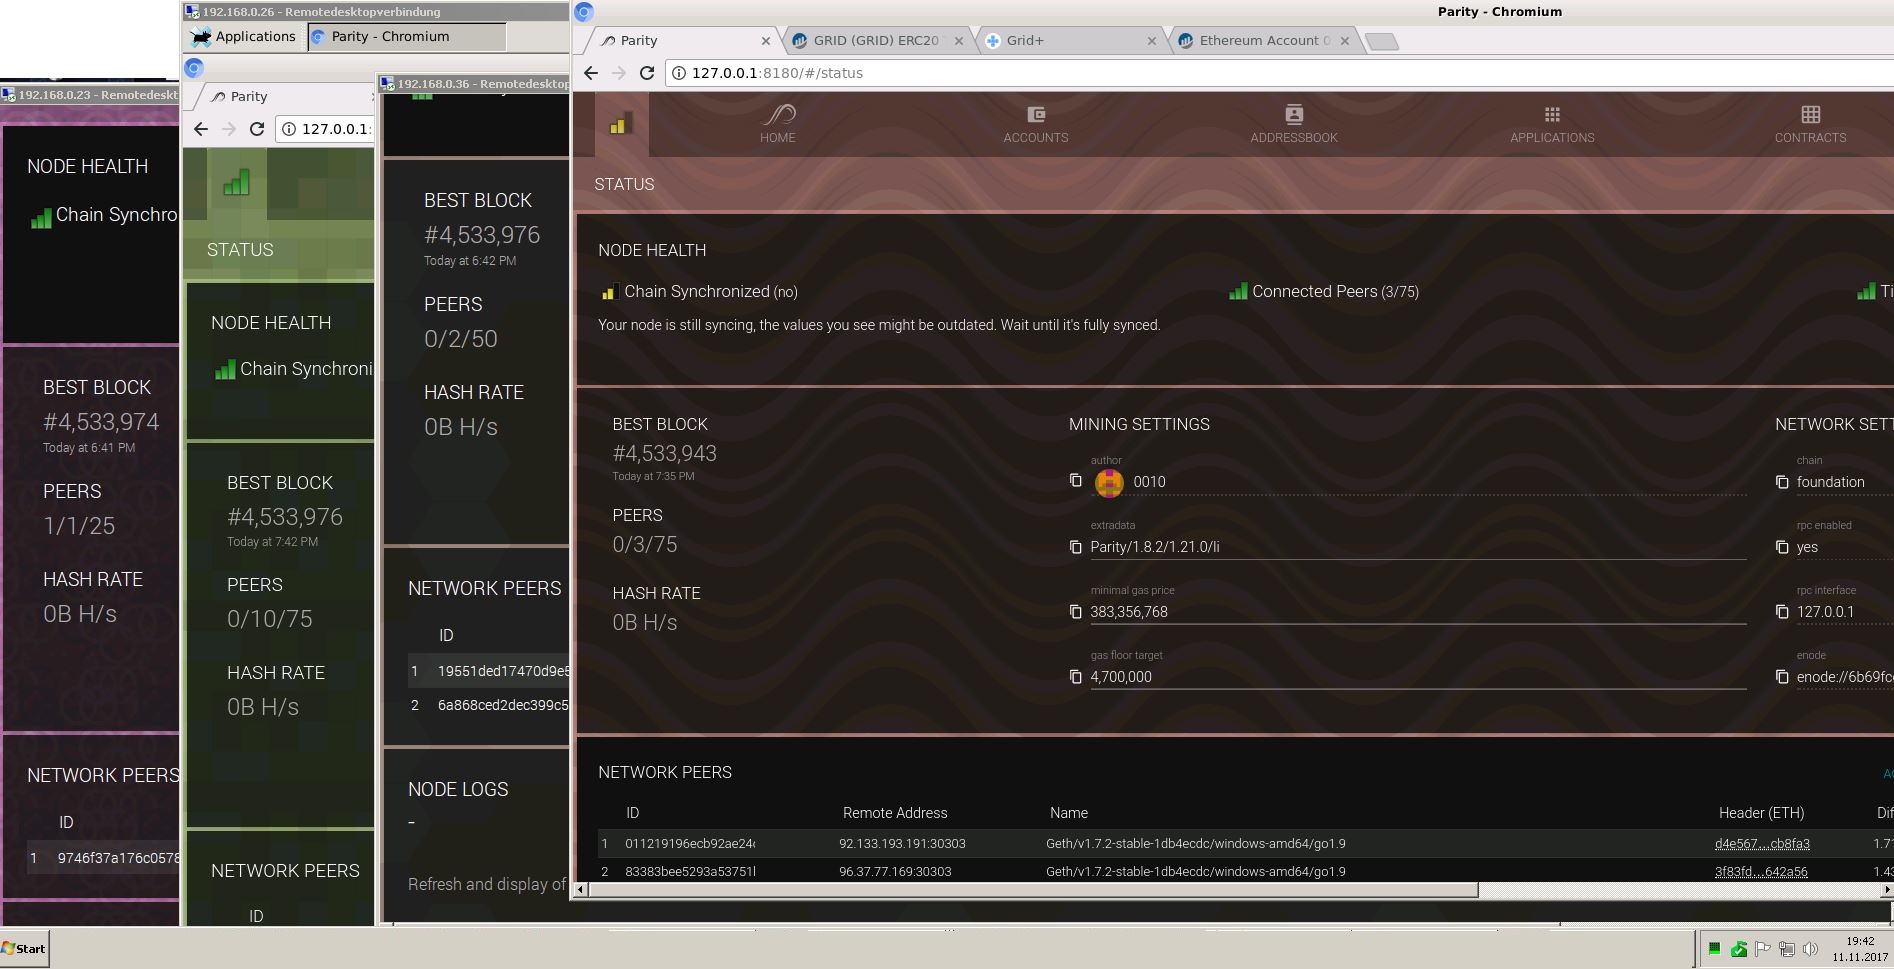 192.168.0.23 - Remotedeskt
NODE HEALTH
Chain Synchro
BEST BLOCK
#4,533,974
Today at 6:41 PM
PEERS
1/1/25
HASH RATE
0B H/s
NETWORK PEERS
ID
1 9746f37a176c0578
192.168.0.26 - Remotedesktopverbindung
Applications Parity - Chromium
Parity
127.0.0.1:
STATUS
NODE HEALTH
Chain Synchroni
BEST BLOCK
#4,533,976
Today at 7:42 PM
PEERS
0/10/75
HASH RATE
0B H/s
NETWORK PEERS
ID
192.168.0.36 - Remotedesktop
BEST BLOCK
#4,533,976
Today at 6:42 PM
PEERS
0/2/50
HASH RATE
0B H/s
NETWORK PEERS
ID
1 19551ded17470d9e5
2 6a868ced2dec399c5
NODE LOGS
-
Refresh and display of
Parity - Chromium
Parity GRID (GRID) ERC20 Grid+ Ethereum Account 0
127.0.0.1:8180/#/status
HOME ACCOUNTS ADDRESSBOOK APPLICATIONS CONTRACTS
STATUS
NODE HEALTH
Chain Synchronized (no) Connected Peers (3/75) Ti
Your node is still syncing, the values you see might be outdated. Wait until it's fully synced.
BEST BLOCK
#4,533,943
Today at 7:35 PM
PEERS
0/3/75
HASH RATE
0B H/s
MINING SETTINGS
author
0010
extradata
Parity/1.8.2/1.21.0/li
minimal gas price
383,356,768
gas floor target
4,700,000
NETWORK SETT
chain
foundation
rpc enabled
yes
rpc interface
127.0.0.1
enode
enode://6b69fc
NETWORK PEERS
ID Remote Address Name Header (ETH) Dif
1 011219196ecb92ae24 92.133.193.191:30303 Geth/v1.7.2-stable-1db4ecdc/windows-amd64/go1.9 d4e567...cb8fa3 1.7
2 83383bee5293a53751 96.37.77.169:30303 Geth/v1.7.2-stable-1db4ecdc/windows-amd64/go1.9 3f83fd...642a56 1.43
Start
19:42
11.11.2017